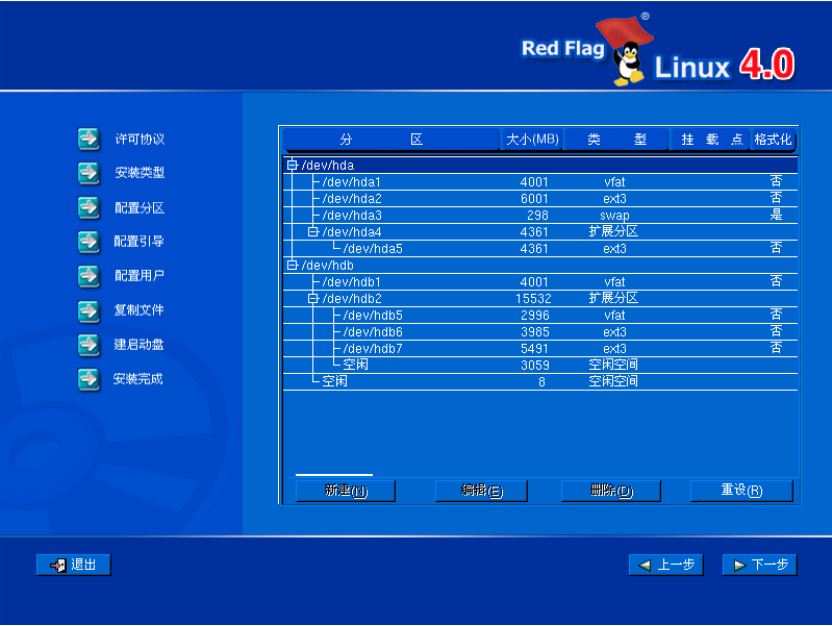 Red Flag ®
Linux 4.0
许可协议
安装类型
配置分区
配置引导
配置用户
复制文件
建启动盘
安装完成
分 区 大小(MB) 类 型 挂 载 点 格式化
/dev/hda
/dev/hda1 4001 vfat 否
/dev/hda2 6001 ext3 否
/dev/hda3 298 swap 是
/dev/hda4 4361 扩展分区
/dev/hda5 4361 ext3 否
/dev/hdb
/dev/hdb1 4001 vfat 否
/dev/hdb2 15532 扩展分区
/dev/hdb5 2996 vfat 否
/dev/hdb6 3985 ext3 否
/dev/hdb7 5491 ext3 否
空闲 3059 空闲空间
空闲 8 空闲空间
新建(N) 编辑(E) 删除(D) 重设(R)
退出 上一步 下一步